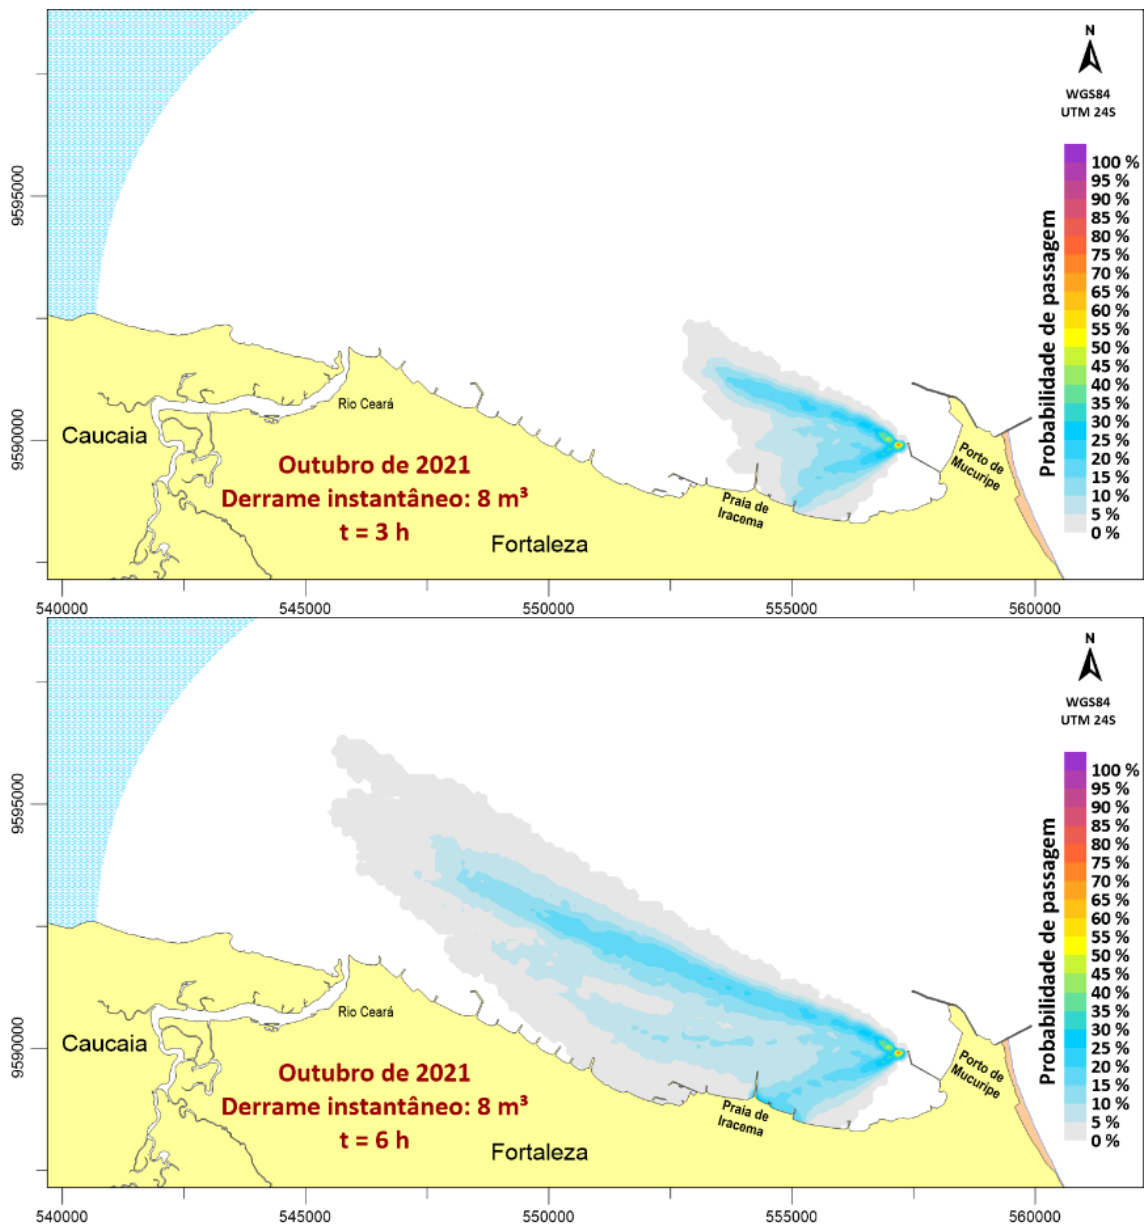 N
WGS84
UTM 24S
Probabilidade de passagem
100 %
95 %
90 %
85 %
80 %
75 %
70 %
65 %
60 %
55 %
50 %
45 %
40 %
35 %
30 %
25 %
20 %
15 %
10 %
5 %
0 %
9595000
9590000
Rio Ceará
Caucaia
Outubro de 2021
Derrame instantâneo: 8 m³
t = 3 h
Fortaleza
Praia de
Iracema
Porto de
Mucuripe
540000
545000
550000
555000
560000
N
WGS84
UTM 24S
Probabilidade de passagem
100 %
95 %
90 %
85 %
80 %
75 %
70 %
65 %
60 %
55 %
50 %
45 %
40 %
35 %
30 %
25 %
20 %
15 %
10 %
5 %
0 %
9595000
9590000
Rio Ceará
Caucaia
Outubro de 2021
Derrame instantâneo: 8 m³
t = 6 h
Fortaleza
Praia de
Iracema
Porto de
Mucuripe
540000
545000
550000
555000
560000